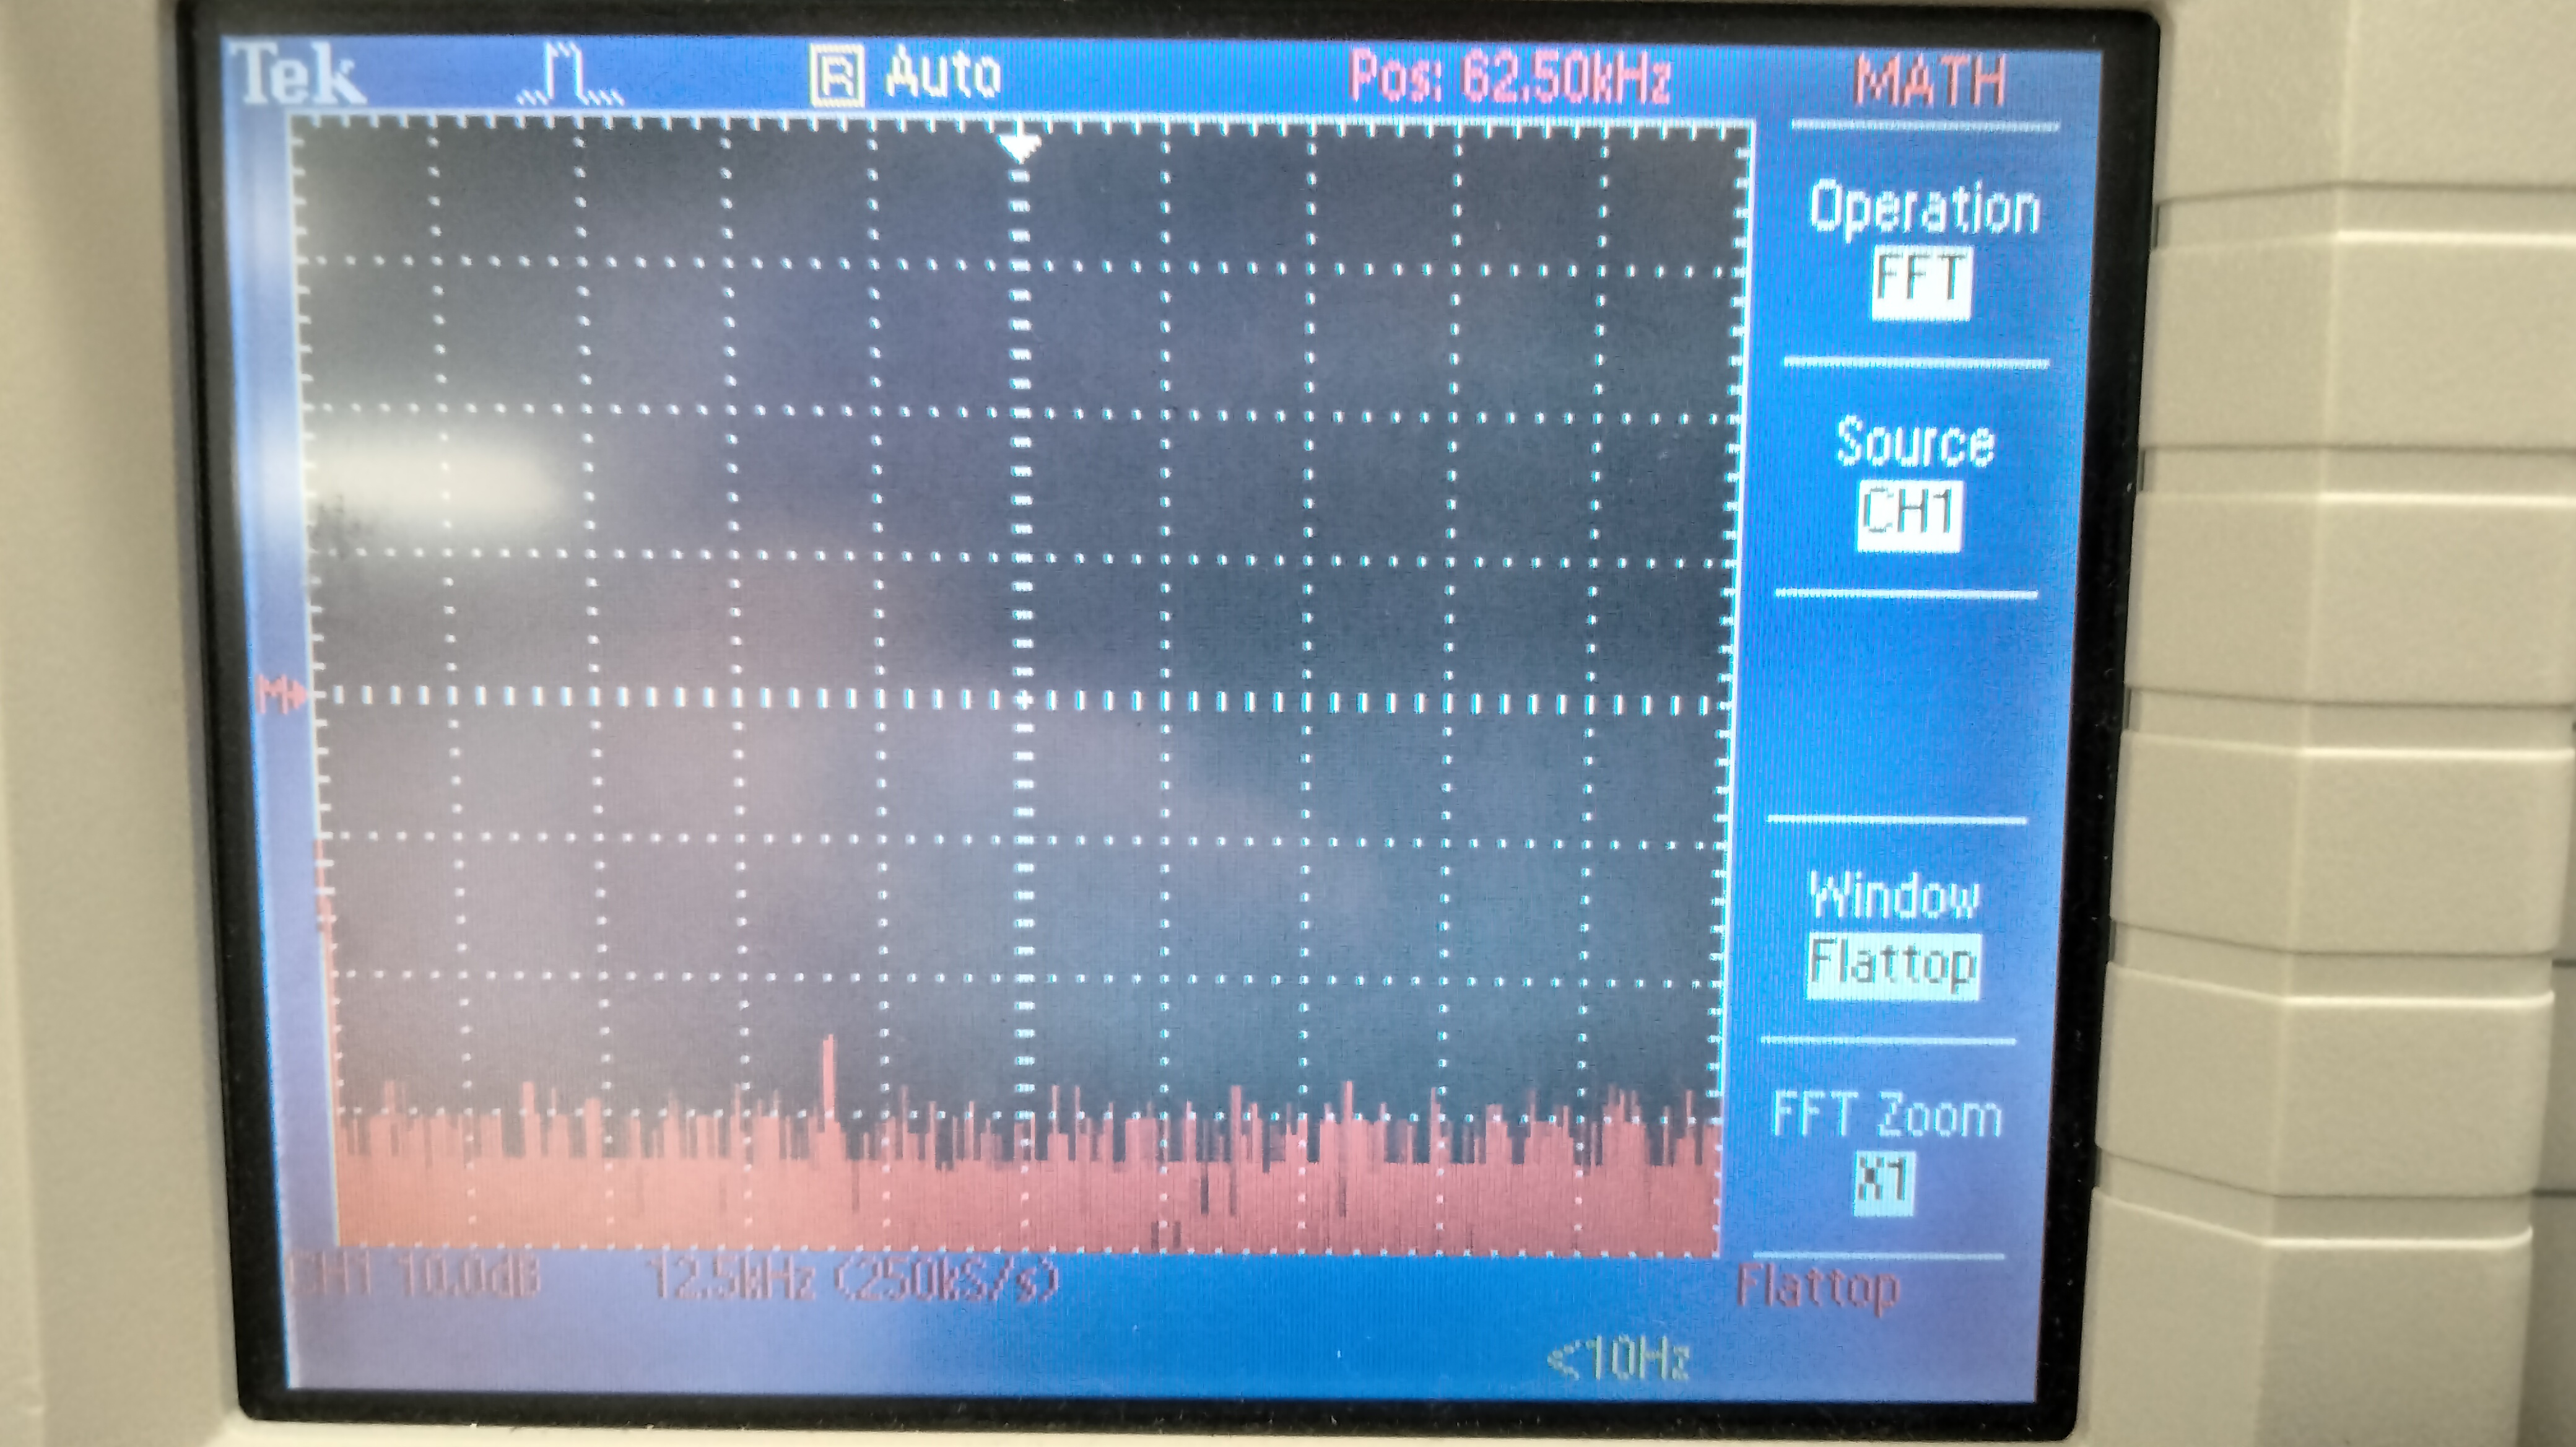 Tek R Auto Pos: 62.50kHz MATH
Operation
FFT
Source
CH1
M
Window
Flattop
FFT Zoom
X1
CH1 10.0dB 12.5kHz (250kS/s) Flattop
<10Hz